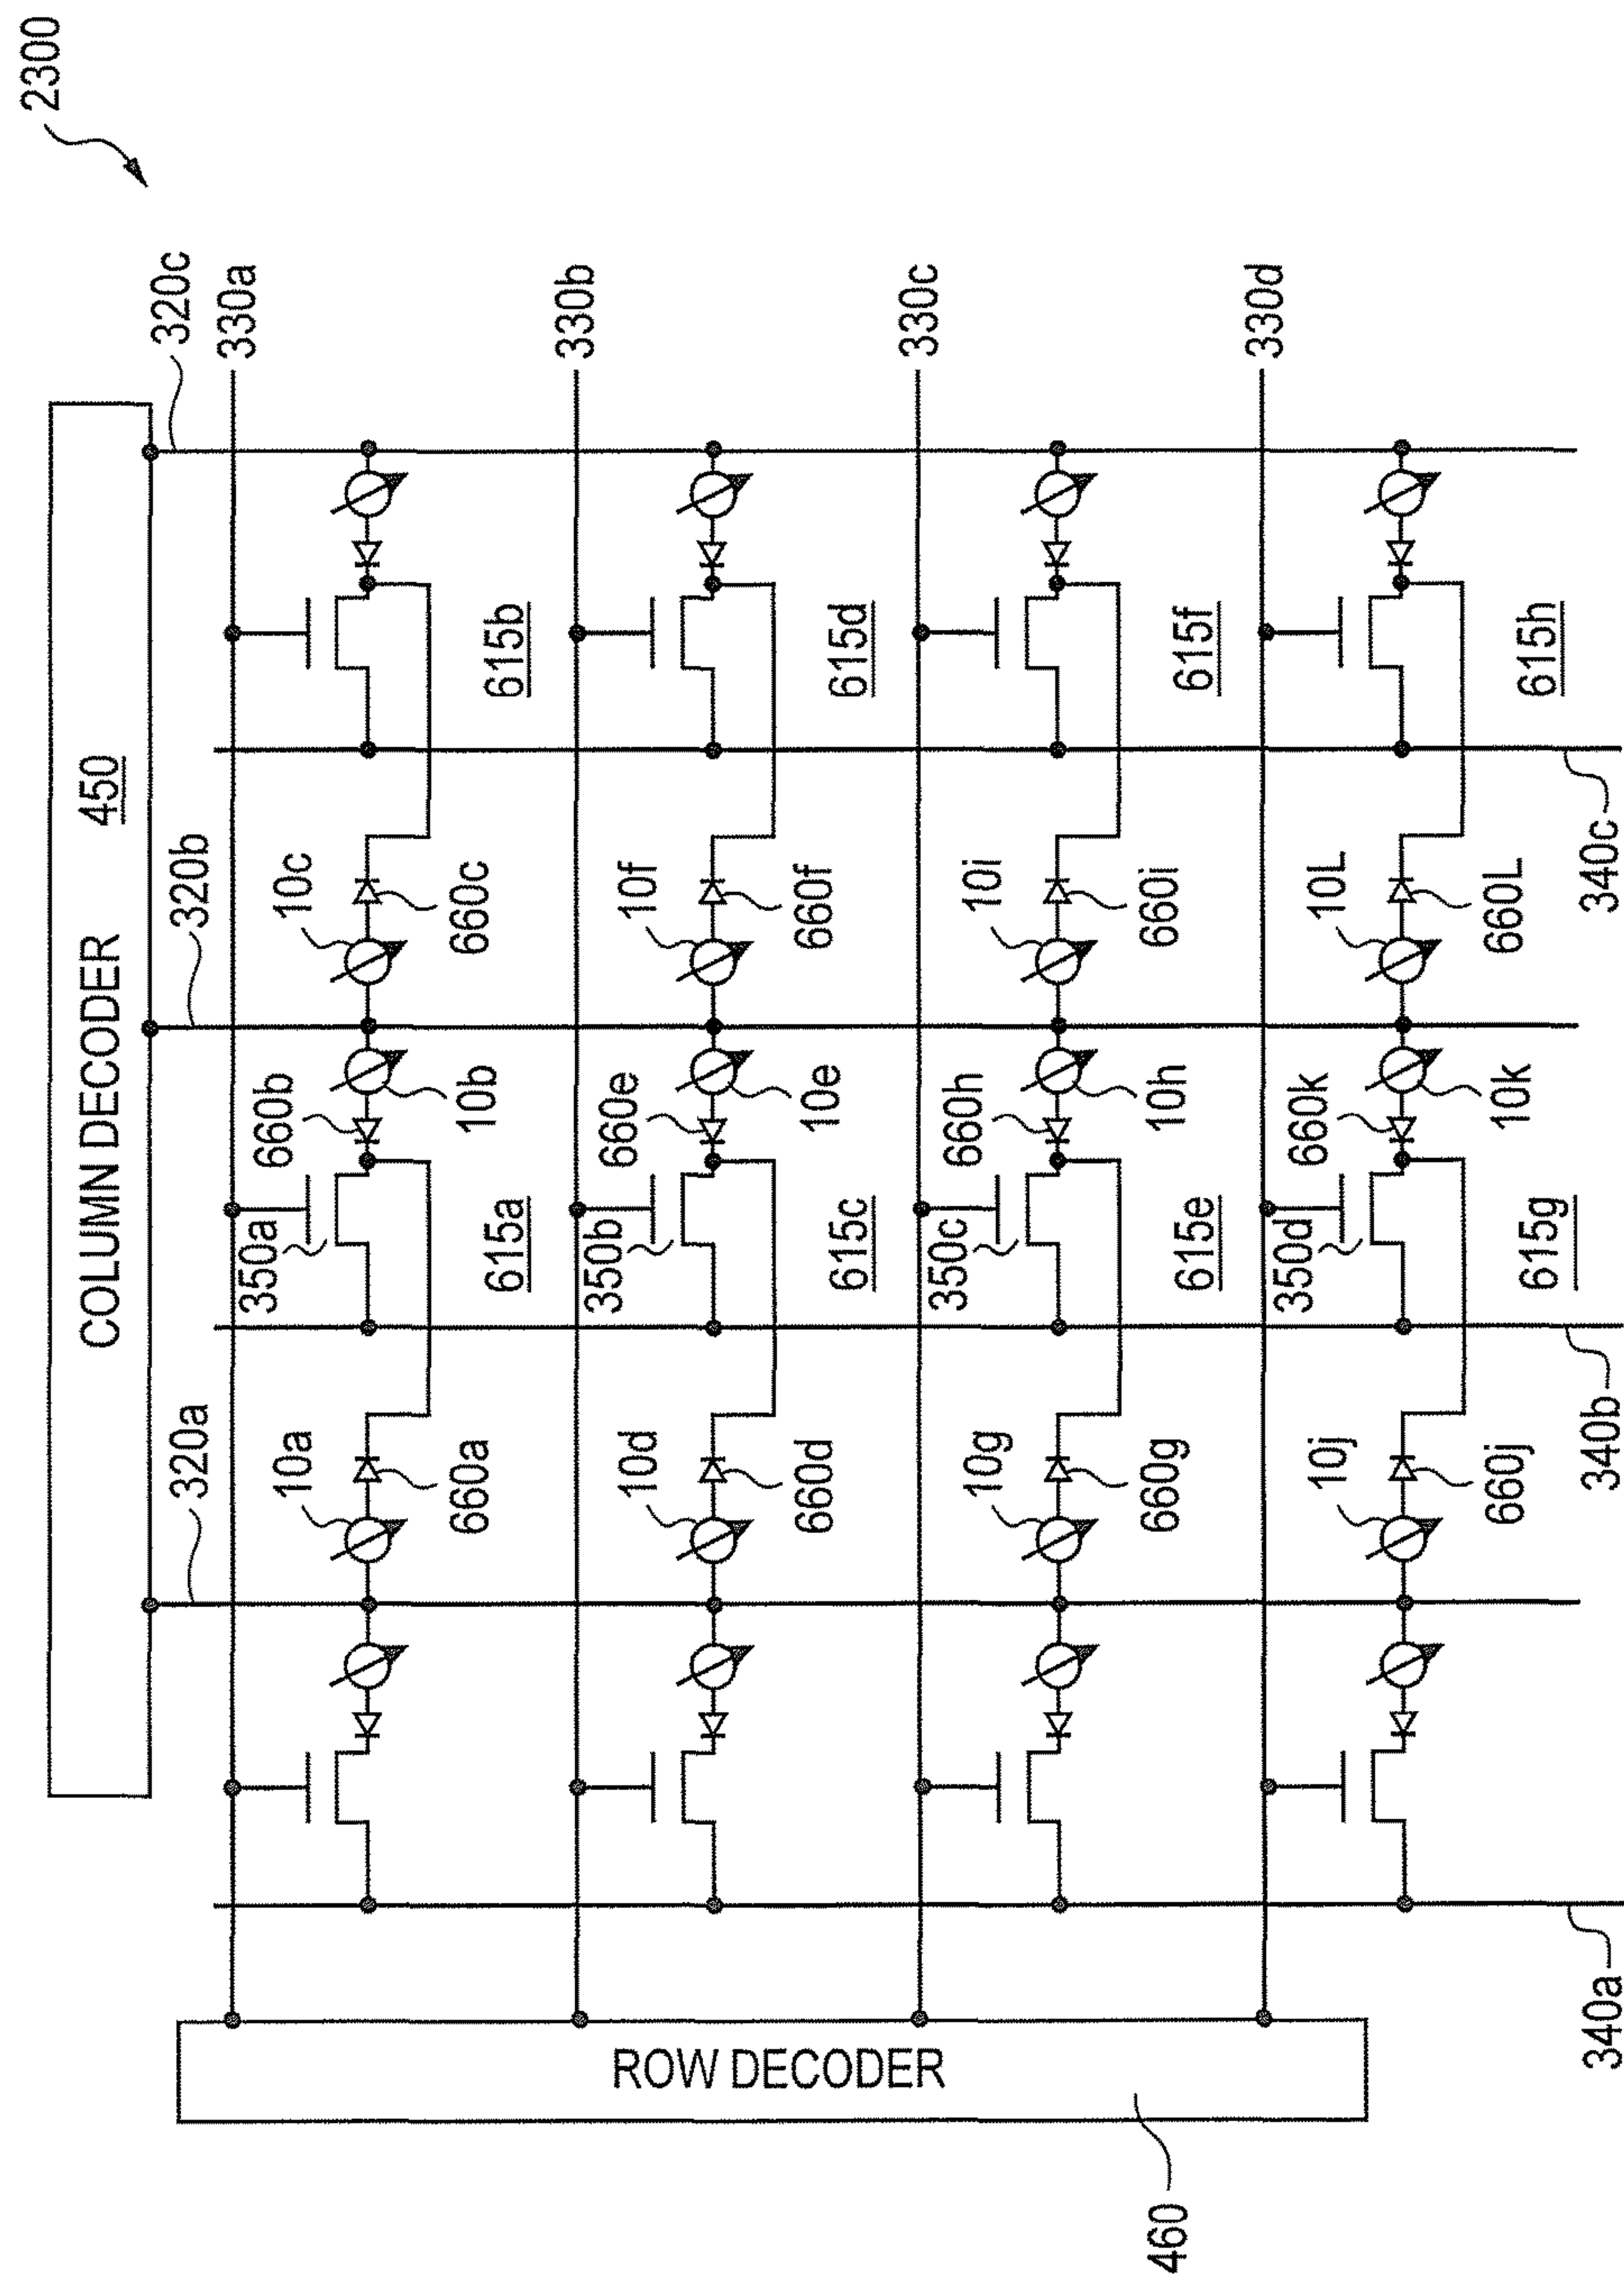 2300
COLUMN DECODER 450
320a
320b
320c
330a
10a
350a
660b
10c
660a
615a
10b
660c
615b
330b
10d
350b
660e
10f
660d
615c
10e
660f
615d
330c
10g
350c
660h
10i
660g
615e
10h
660i
615f
330d
10j
350d
660k
10L
660j
615g
10k
660L
615h
340a
340b
340c
ROW DECODER
460